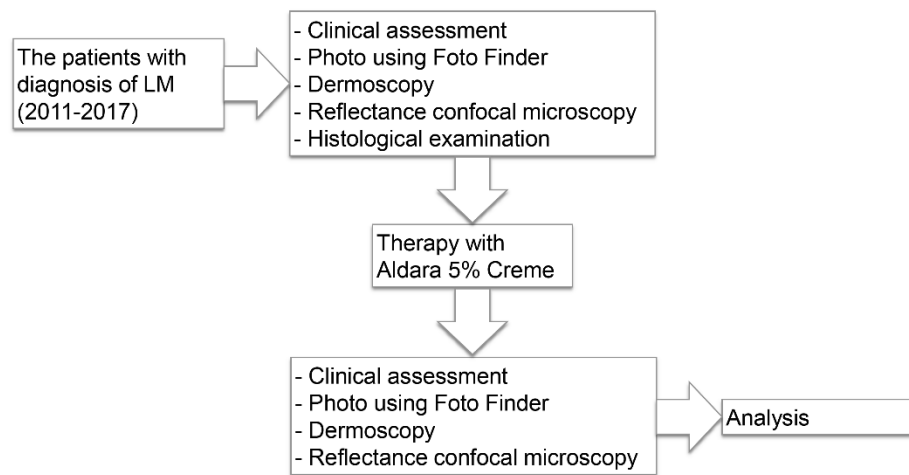 The patients with
diagnosis of LM
(2011-2017)
- Clinical assessment
- Photo using Foto Finder
- Dermoscopy
- Reflectance confocal microscopy
- Histological examination
Therapy with
Aldara 5% Creme
- Clinical assessment
- Photo using Foto Finder
- Dermoscopy
- Reflectance confocal microscopy
Analysis